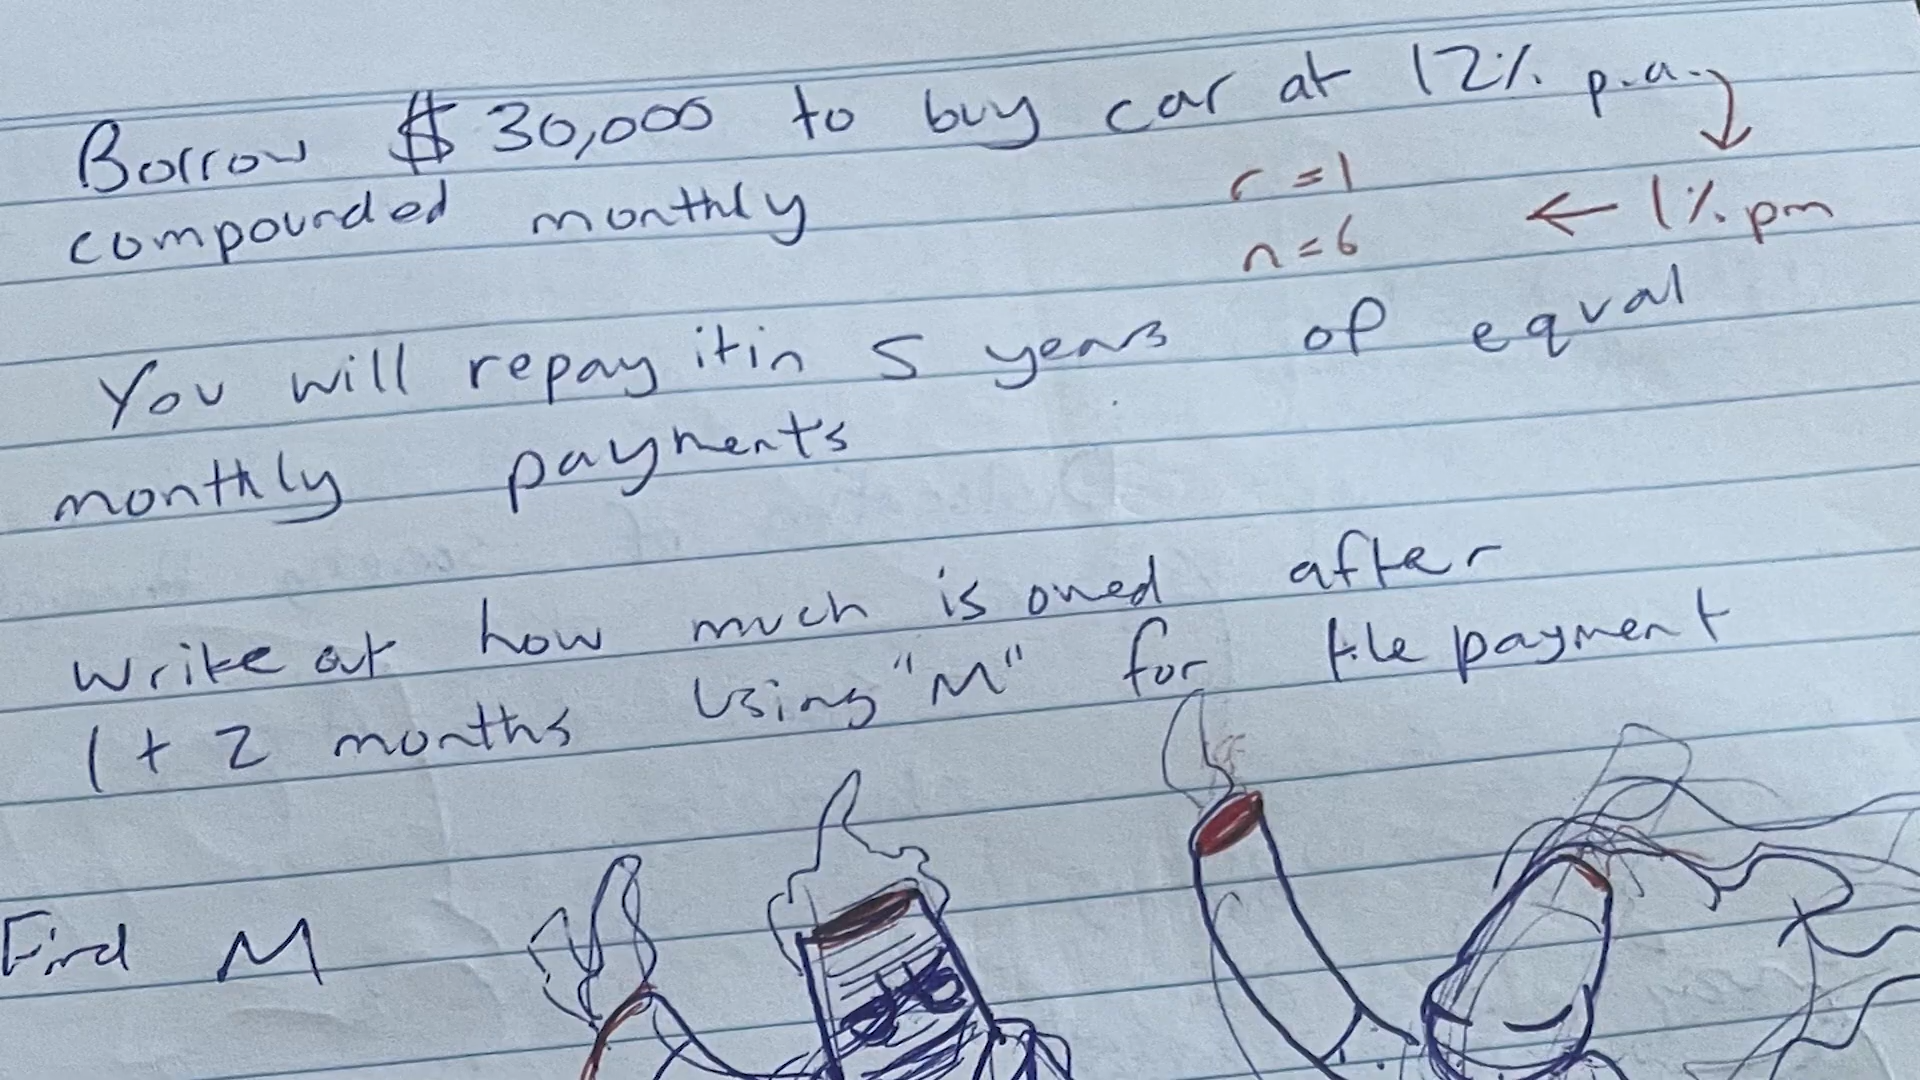 Borrow $30,000 to buy car at 12% p.a.
compounded monthly
r = 1
← 1% pm
n = 6
You will repay it in 5 years of equal
monthly payments
Write out how much is owed after
1 + 2 months using "M" for the payment
Find M